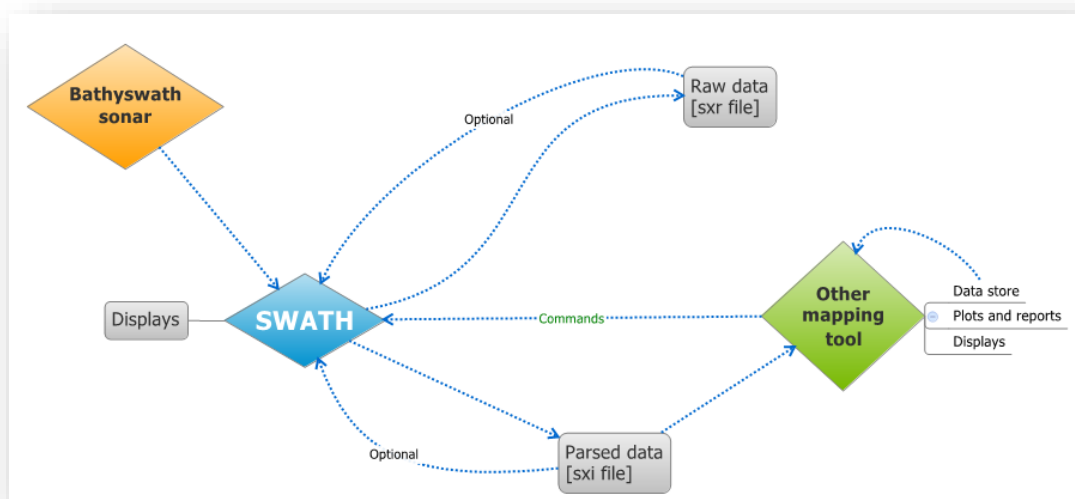 Bathyswath
sonar
Raw data
[sxr file]
Optional
Displays
SWATH
Commands
Other
mapping
tool
Data store
Plots and reports
Displays
Optional
Parsed data
[sxi file]